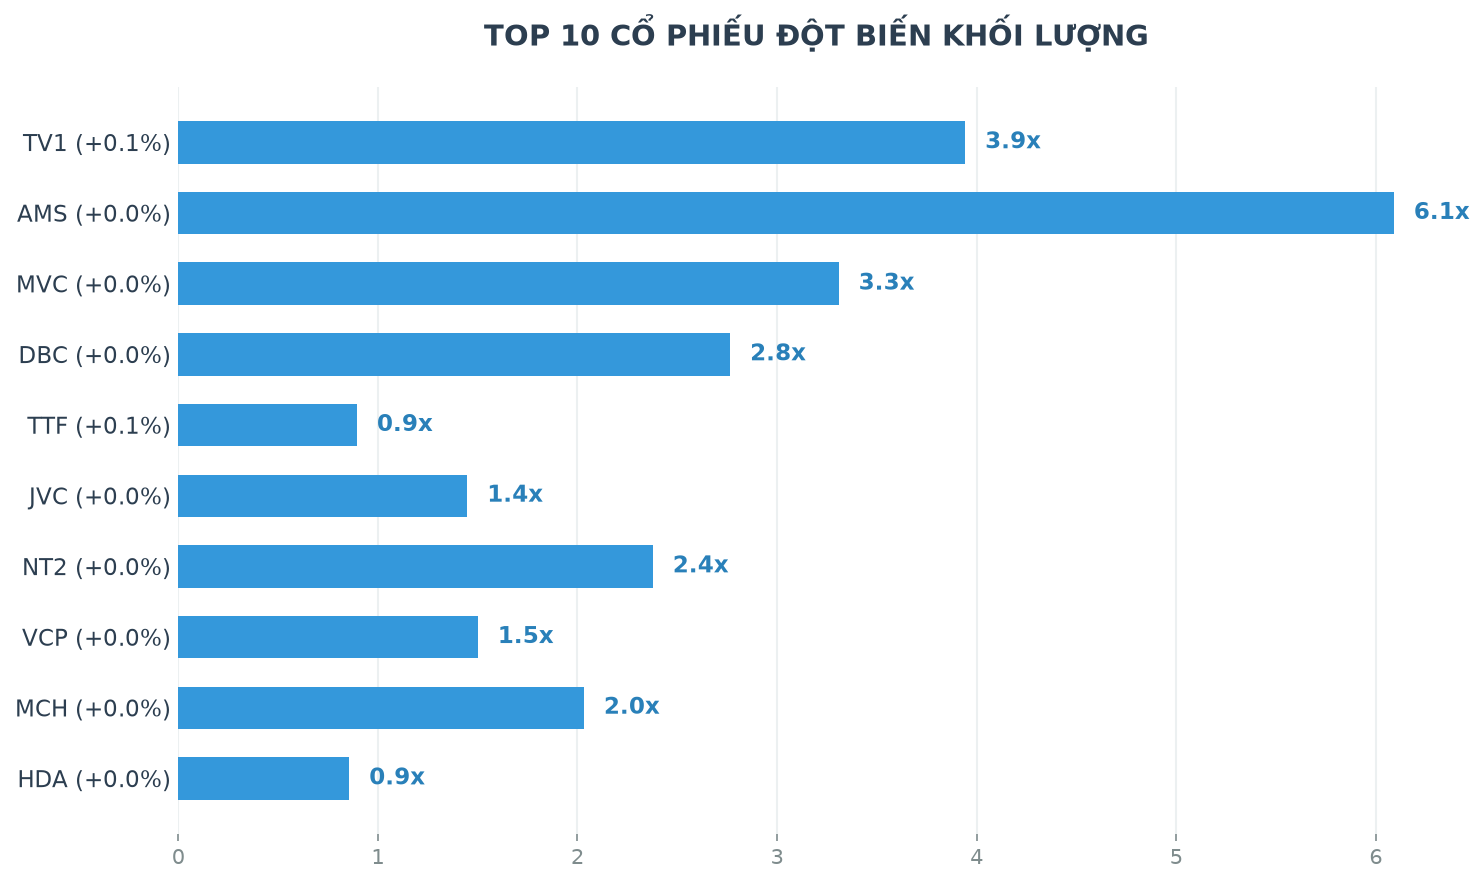 TOP 10 CỔ PHIẾU ĐỘT BIẾN KHỐI LƯỢNG
TV1 (+0.1%) 3.9x
AMS (+0.0%) 6.1x
MVC (+0.0%) 3.3x
DBC (+0.0%) 2.8x
TTF (+0.1%) 0.9x
JVC (+0.0%) 1.4x
NT2 (+0.0%) 2.4x
VCP (+0.0%) 1.5x
MCH (+0.0%) 2.0x
HDA (+0.0%) 0.9x
0 1 2 3 4 5 6